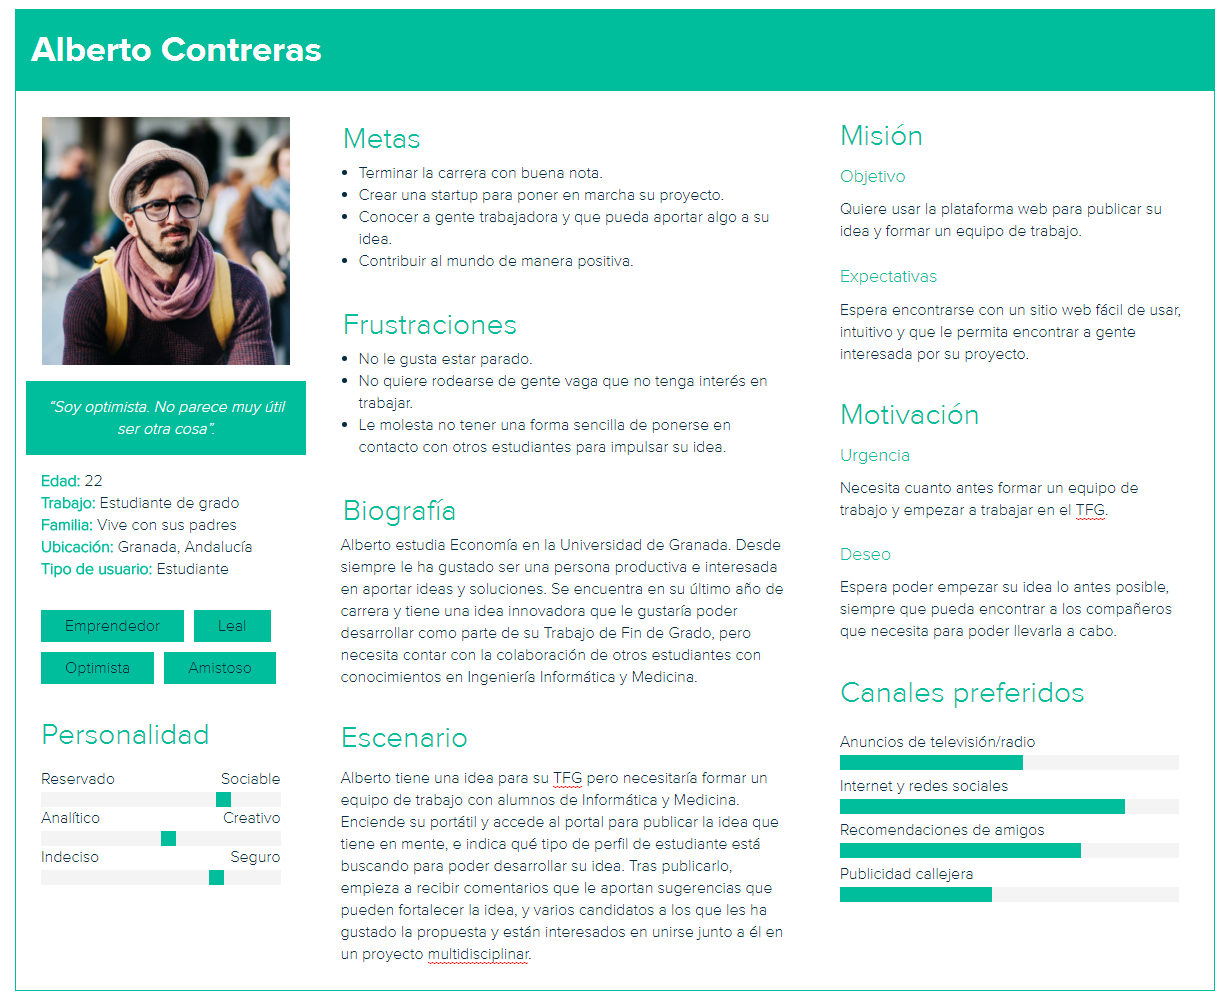 Alberto Contreras
“Soy optimista. No parece muy útil
ser otra cosa”.
Edad: 22
Trabajo: Estudiante de grado
Familia: Vive con sus padres
Ubicación: Granada, Andalucía
Tipo de usuario: Estudiante
Emprendedor Leal
Optimista Amistoso
Personalidad
Reservado Sociable
Analítico Creativo
Indeciso Seguro
Metas
• Terminar la carrera con buena nota.
• Crear una startup para poner en marcha su proyecto.
• Conocer a gente trabajadora y que pueda aportar algo a su
idea.
• Contribuir al mundo de manera positiva.
Frustraciones
• No le gusta estar parado.
• No quiere rodearse de gente vaga que no tenga interés en
trabajar.
• Le molesta no tener una forma sencilla de ponerse en
contacto con otros estudiantes para impulsar su idea.
Biografía
Alberto estudia Economía en la Universidad de Granada. Desde
siempre le ha gustado ser una persona productiva e interesada
en aportar ideas y soluciones. Se encuentra en su último año de
carrera y tiene una idea innovadora que le gustaría poder
desarrollar como parte de su Trabajo de Fin de Grado, pero
necesita contar con la colaboración de otros estudiantes con
conocimientos en Ingeniería Informática y Medicina.
Escenario
Alberto tiene una idea para su TFG pero necesitaría formar un
equipo de trabajo con alumnos de Informática y Medicina.
Enciende su portátil y accede al portal para publicar la idea que
tiene en mente, e indica qué tipo de perfil de estudiante está
buscando para poder desarrollar su idea. Tras publicarlo,
empieza a recibir comentarios que le aportan sugerencias que
pueden fortalecer la idea, y varios candidatos a los que les ha
gustado la propuesta y están interesados en unirse junto a él en
un proyecto multidisciplinar.
Misión
Objetivo
Quiere usar la plataforma web para publicar su
idea y formar un equipo de trabajo.
Expectativas
Espera encontrarse con un sitio web fácil de usar,
intuitivo y que le permita encontrar a gente
interesada por su proyecto.
Motivación
Urgencia
Necesita cuanto antes formar un equipo de
trabajo y empezar a trabajar en el TFG.
Deseo
Espera poder empezar su idea lo antes posible,
siempre que pueda encontrar a los compañeros
que necesita para poder llevarla a cabo.
Canales preferidos
Anuncios de televisión/radio
Internet y redes sociales
Recomendaciones de amigos
Publicidad callejera